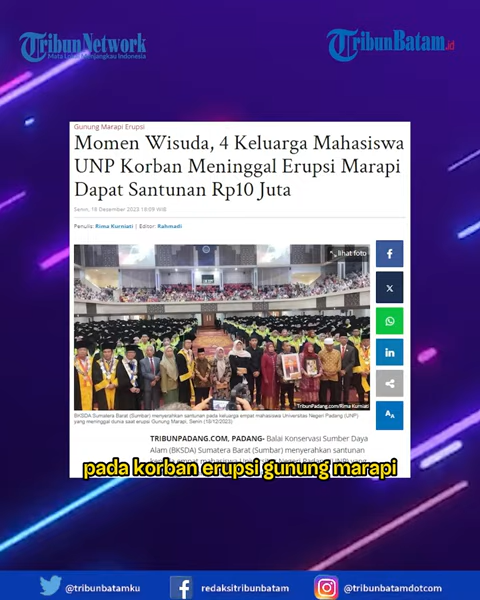 TribunNetwork
Mata Lokal Menjangkau Indonesia
TribunBatam.id
Gunung Marapi Erupsi
Momen Wisuda, 4 Keluarga Mahasiswa
UNP Korban Meninggal Erupsi Marapi
Dapat Santunan Rp10 Juta
Senin, 18 Desember 2023 18:09 WIB
Penulis: Rima Kurniati | Editor: Rahmadi
lihat foto
TribunPadang.com/Rima Kurniati
BKSDA Sumatera Barat (Sumbar) menyerahkan santunan pada keluarga empat mahasiswa Universitas Negeri Padang (UNP)
yang meninggal dunia saat erupsi Gunung Marapi, Senin (18/12/2023)
TRIBUNPADANG.COM, PADANG- Balai Konservasi Sumber Daya
Alam (BKSDA) Sumatera Barat (Sumbar) menyerahkan santunan
pada korban erupsi gunung marapi
@tribunbatamku
redaksitribunbatam
@tribunbatamdotcom